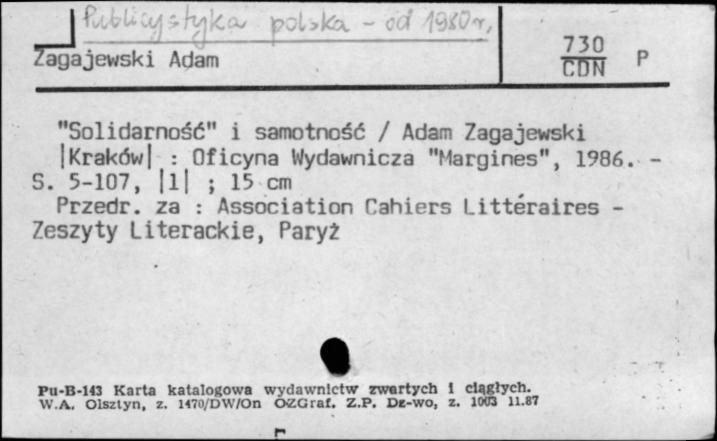 Publicystyka polska - od 1980r.
Zagajewski Adam
730 P
CDN
"Solidarność" i samotność / Adam Zagajewski
|Kraków| : Oficyna Wydawnicza "Margines", 1986. -
S. 5-107, |1| ; 15 cm
Przedr. za : Association Cahiers Littéraires -
Zeszyty Literackie, Paryż
Pu-B-143 Karta katalogowa wydawnictw zwartych i ciągłych.
W.A. Olsztyn, z. 1470/DW/On OZGraf. Z.P. Dz-wo, z. 1003 11.87